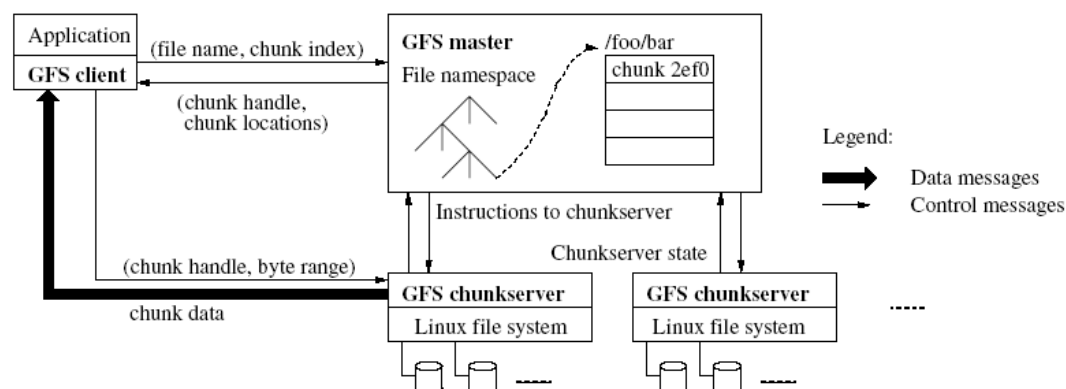 Application
GFS client
(file name, chunk index)
(chunk handle,
chunk locations)
GFS master
File namespace
/foo/bar
chunk 2ef0
Legend:
Data messages
Control messages
Instructions to chunkserver
Chunkserver state
(chunk handle, byte range)
chunk data
GFS chunkserver
Linux file system
GFS chunkserver
Linux file system